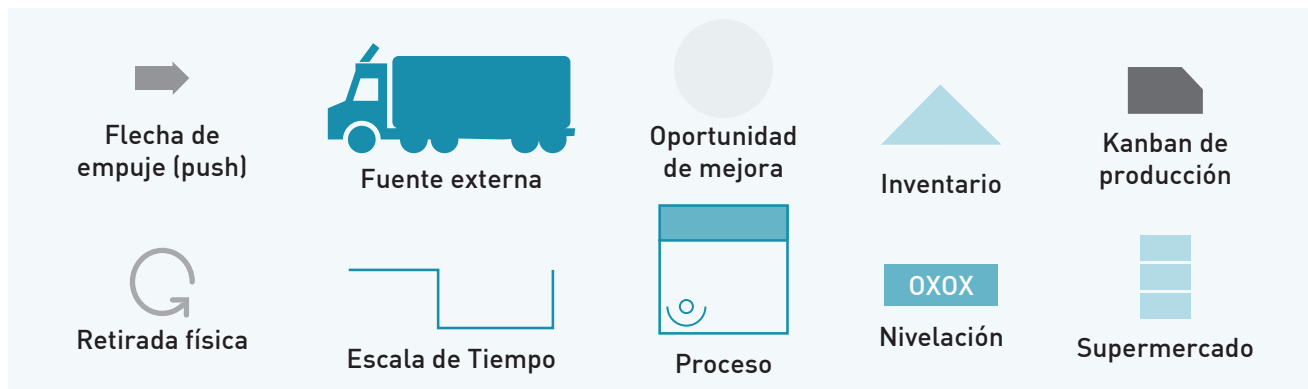 Flecha de
empuje (push)
Fuente externa
Oportunidad
de mejora
Inventario
Kanban de
producción
Retirada física
Escala de Tiempo
Proceso
OXOX
Nivelación
Supermercado